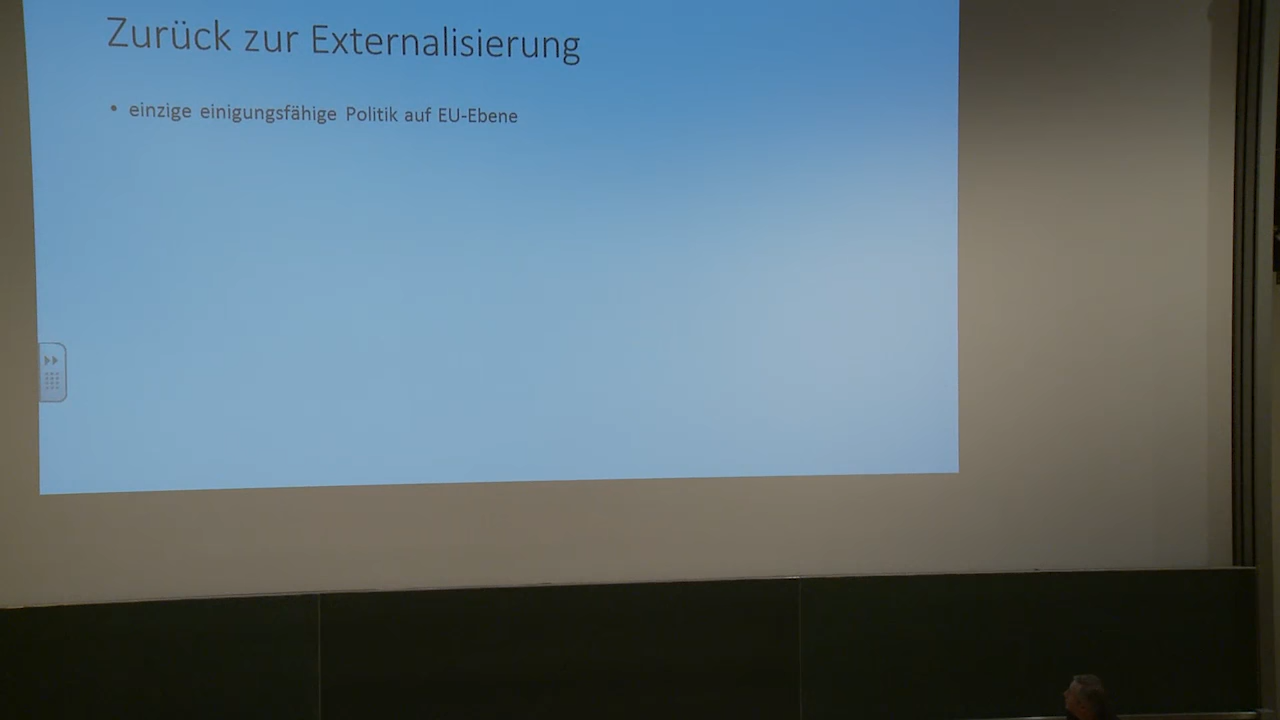 Zurück zur Externalisierung
• einzige einigungsfähige Politik auf EU-Ebene